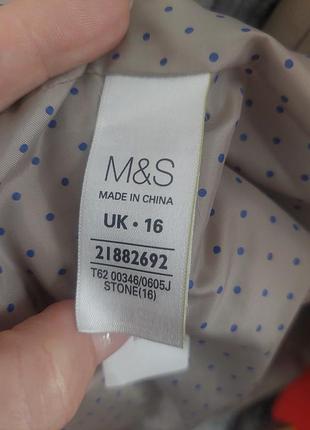 M&S
MADE IN CHINA
UK • 16
21882692
T62 00346/0605J
STONE(16)